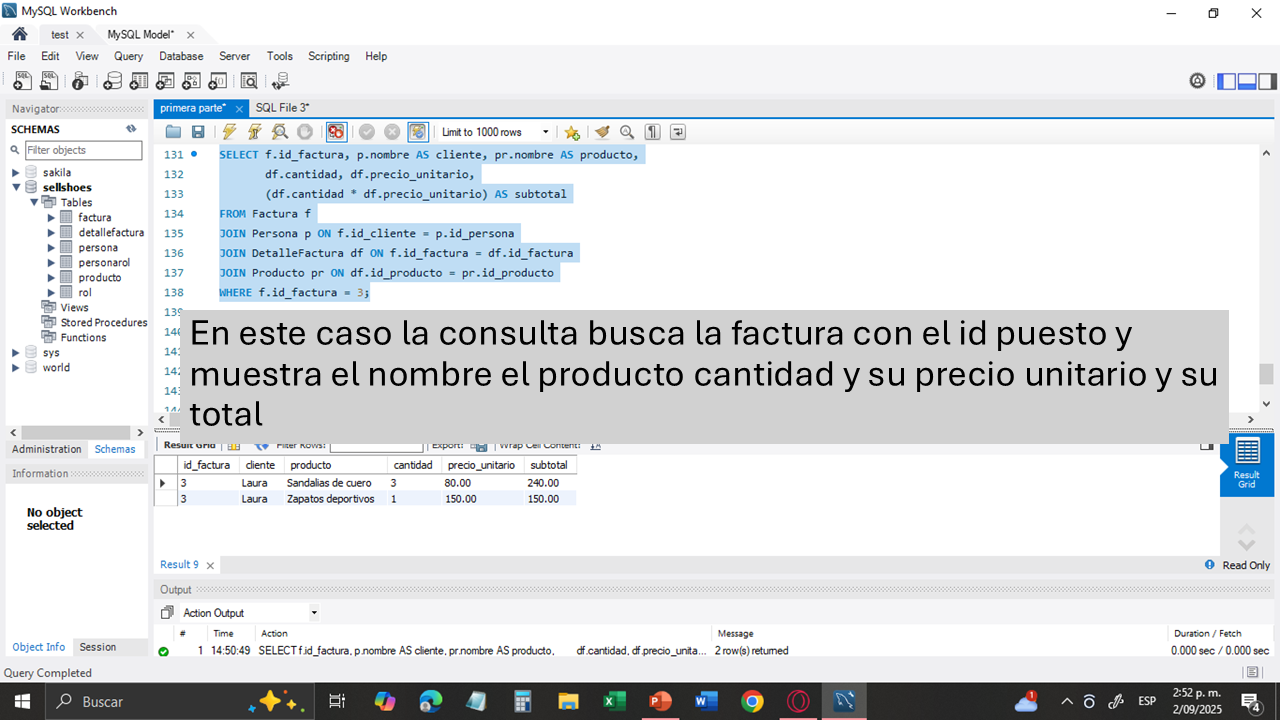 MySQL Workbench
test
MySQL Model*
File Edit View Query Database Server Tools Scripting Help
Navigator
SCHEMAS
Filter objects
sakila
sellshoes
Tables
factura
detallefactura
persona
personarol
producto
rol
Views
Stored Procedures
Functions
sys
world
Administration Schemas
Information
No object
selected
Object Info Session
primera parte* SQL File 3*
Limit to 1000 rows
131 SELECT f.id_factura, p.nombre AS cliente, pr.nombre AS producto,
132 df.cantidad, df.precio_unitario,
133 (df.cantidad * df.precio_unitario) AS subtotal
134 FROM Factura f
135 JOIN Persona p ON f.id_cliente = p.id_persona
136 JOIN DetalleFactura df ON f.id_factura = df.id_factura
137 JOIN Producto pr ON df.id_producto = pr.id_producto
138 WHERE f.id_factura = 3;
En este caso la consulta busca la factura con el id puesto y
muestra el nombre el producto cantidad y su precio unitario y su
total
Result Grid Filter Rows: Export: Wrap Cell Content:
id_factura cliente producto cantidad precio_unitario subtotal
3 Laura Sandalias de cuero 3 80.00 240.00
3 Laura Zapatos deportivos 1 150.00 150.00
Result
Grid
Result 9
Read Only
Output
Action Output
# Time Action Message Duration / Fetch
1 14:50:49 SELECT f.id_factura, p.nombre AS cliente, pr.nombre AS producto, df.cantidad, df.precio_unita... 2 row(s) returned 0.000 sec / 0.000 sec
Query Completed
Buscar
ESP
2:52 p. m.
2/09/2025